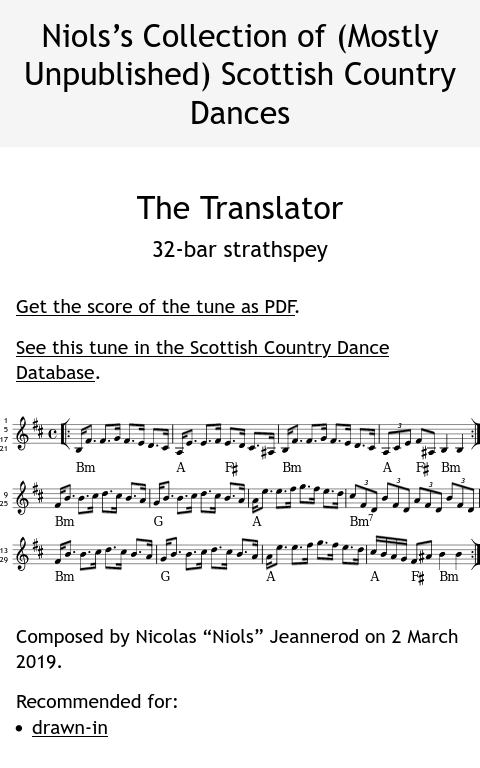 Niols’s Collection of (Mostly
Unpublished) Scottish Country
Dances
The Translator
32-bar strathspey
Get the score of the tune as PDF.
See this tune in the Scottish Country Dance
Database.
1
5
17
21
3
Bm A F♯ Bm A F♯ Bm
9
25
3 3 3 3
Bm G A Bm7
13
29
Bm G A A F♯ Bm
Composed by Nicolas “Niols” Jeannerod on 2 March
2019.
Recommended for:
• drawn-in